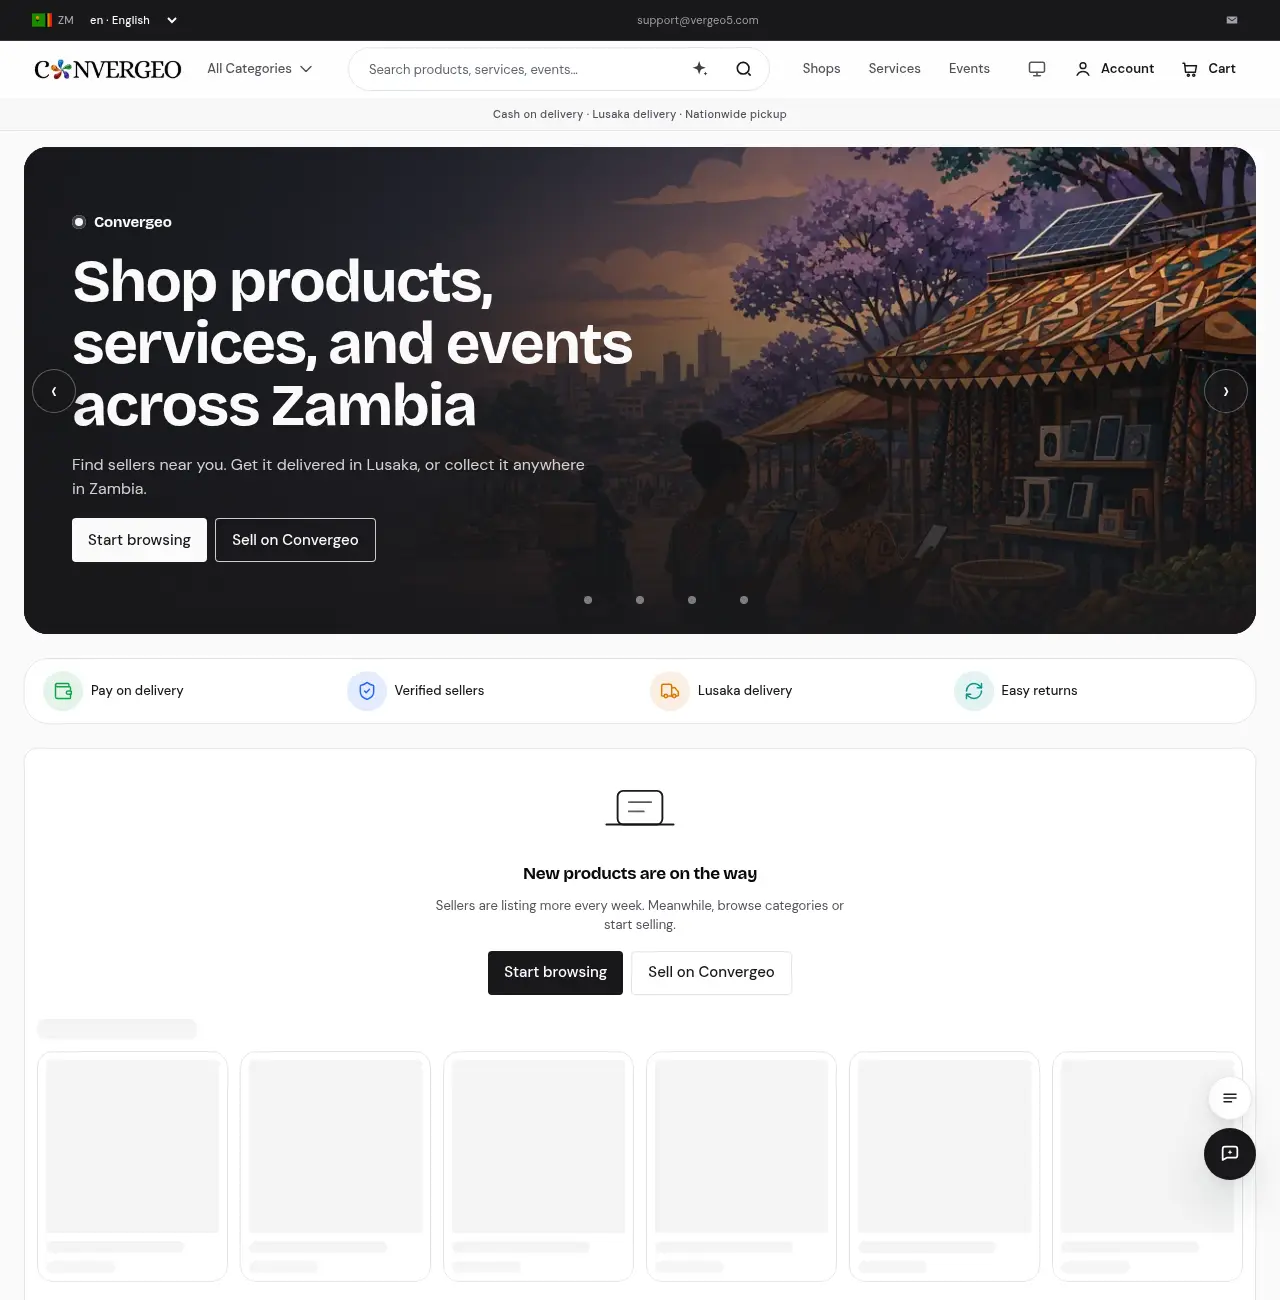 ZM
en · English
support@vergeo5.com
CONVERGEO
All Categories
Search products, services, events...
Shops
Services
Events
Account
Cart
Cash on delivery · Lusaka delivery · Nationwide pickup
Convergeo
Shop products,
services, and events
across Zambia
Find sellers near you. Get it delivered in Lusaka, or collect it anywhere
in Zambia.
Start browsing
Sell on Convergeo
Pay on delivery
Verified sellers
Lusaka delivery
Easy returns
New products are on the way
Sellers are listing more every week. Meanwhile, browse categories or
start selling.
Start browsing
Sell on Convergeo